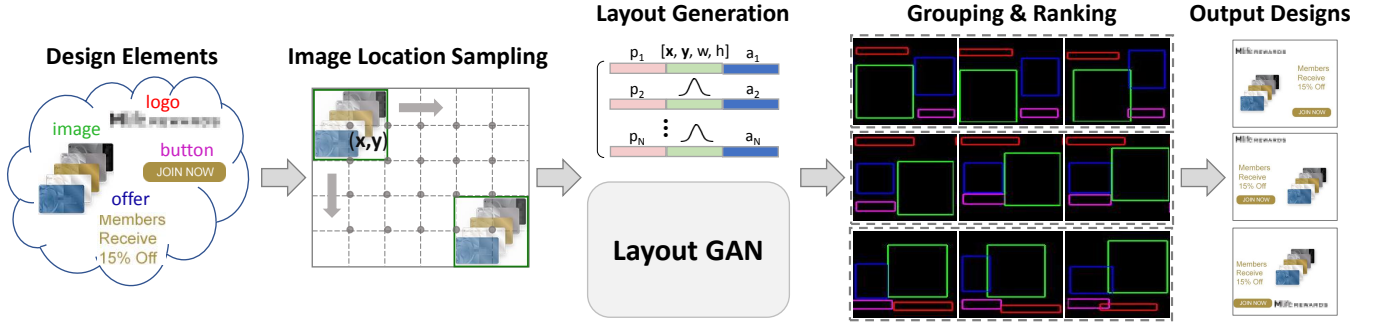 Design Elements
logo
REWARDS
image
button
JOIN NOW
offer
Members
Receive
15% Off
Image Location Sampling
(x,y)
Layout Generation
p1 [x, y, w, h] a1
p2 a2
pN aN
Layout GAN
Grouping & Ranking
Output Designs
REWARDS
Members
Receive
15% Off
JOIN NOW
Members
Receive
15% Off
JOIN NOW
Members
Receive
15% Off
JOIN NOW
REWARDS